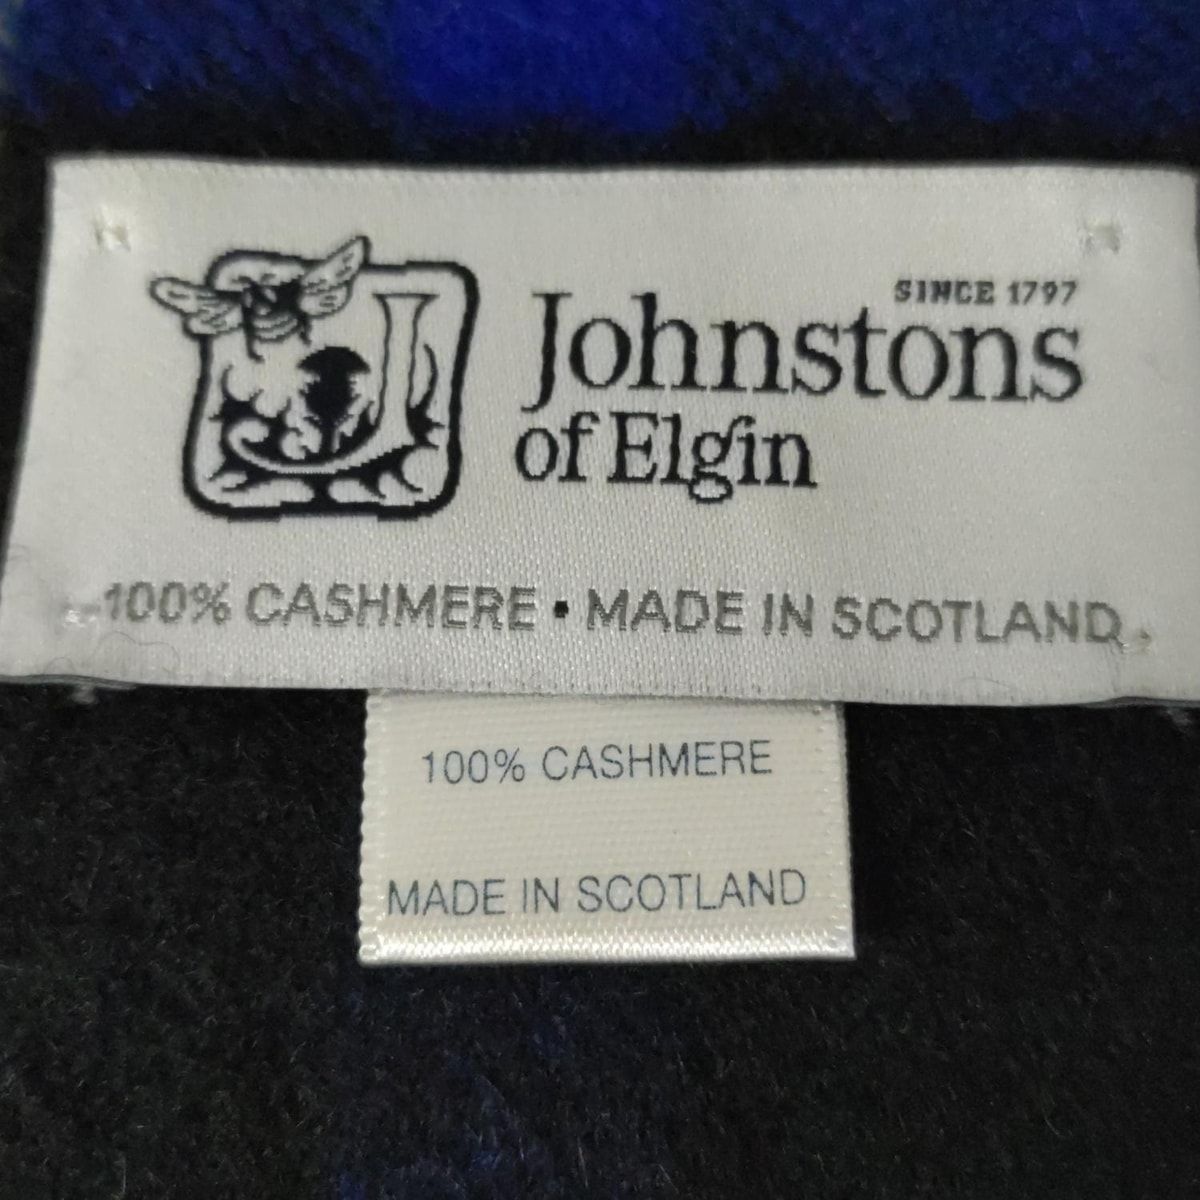 SINCE 1797
Johnstons
of Elgin
100% CASHMERE • MADE IN SCOTLAND
100% CASHMERE
MADE IN SCOTLAND